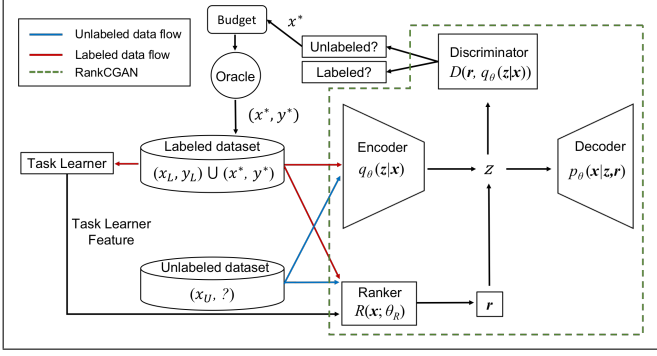 Unlabeled data flow
Labeled data flow
RankCGAN
Budget
x*
Oracle
(x*, y*)
Unlabeled?
Labeled?
Discriminator
D(r, qθ(z|x))
Task Learner
Labeled dataset
(xL, yL) ∪ (x*, y*)
Encoder
qθ(z|x)
z
Decoder
pθ(x|z,r)
Task Learner
Feature
Unlabeled dataset
(xU, ?)
Ranker
R(x; θR)
r